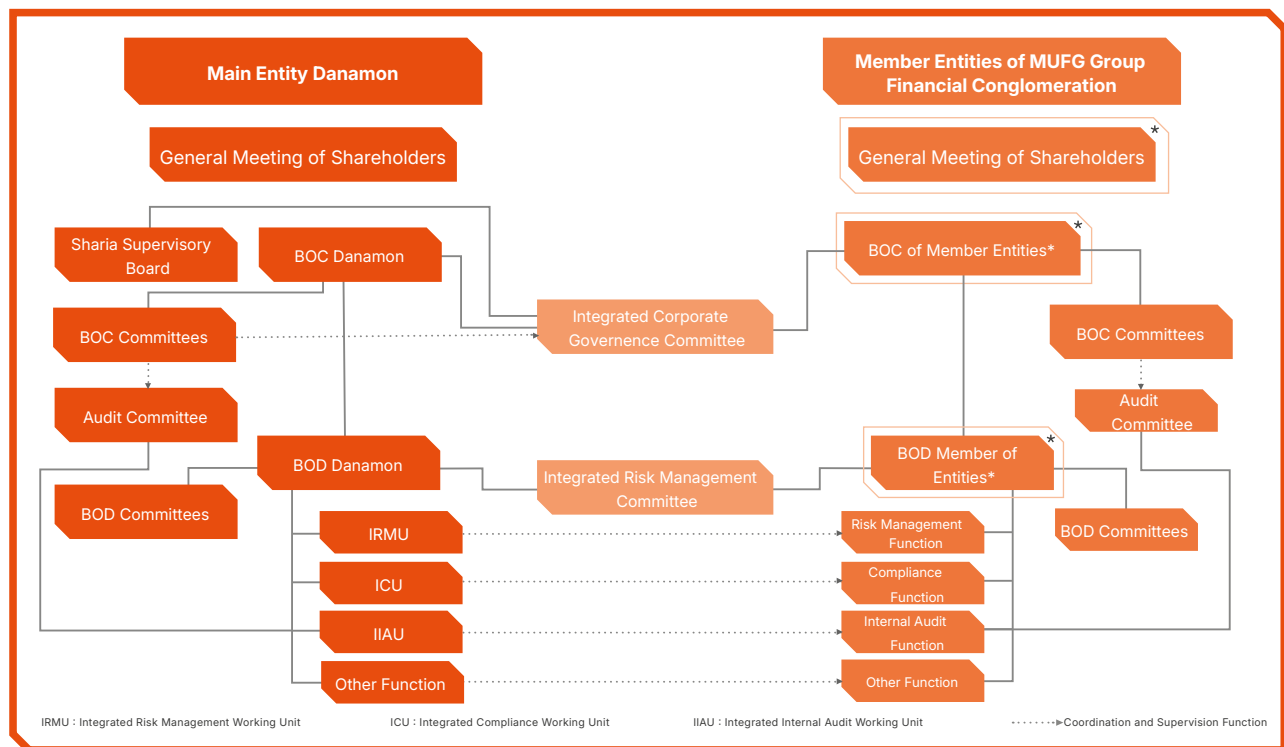 Main Entity Danamon
Member Entities of MUFG Group
Financial Conglomeration
General Meeting of Shareholders
*
General Meeting of Shareholders
Sharia Supervisory
Board
BOC Danamon
*
BOC of Member Entities*
BOC Committees
Integrated Corporate
Governence Committee
BOC Committees
Audit Committee
Audit
Committee
BOD Danamon
*
BOD Member of
Entities*
BOD Committees
Integrated Risk Management
Committee
BOD Committees
IRMU
Risk Management
Function
ICU
Compliance
Function
IIAU
Internal Audit
Function
Other Function
Other Function
IRMU : Integrated Risk Management Working Unit
ICU : Integrated Compliance Working Unit
IIAU : Integrated Internal Audit Working Unit
Coordination and Supervision Function